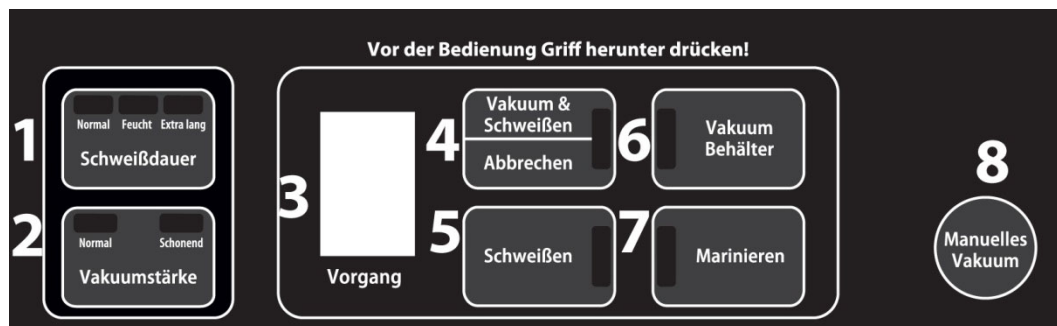 Vor der Bedienung Griff herunter drücken!
1
Normal Feucht Extra lang
Schweißdauer
2
Normal Schonend
Vakuumstärke
3
Vorgang
4
Vakuum &
Schweißen
Abbrechen
5
Schweißen
6
Vakuum
Behälter
7
Marinieren
8
Manuelles
Vakuum